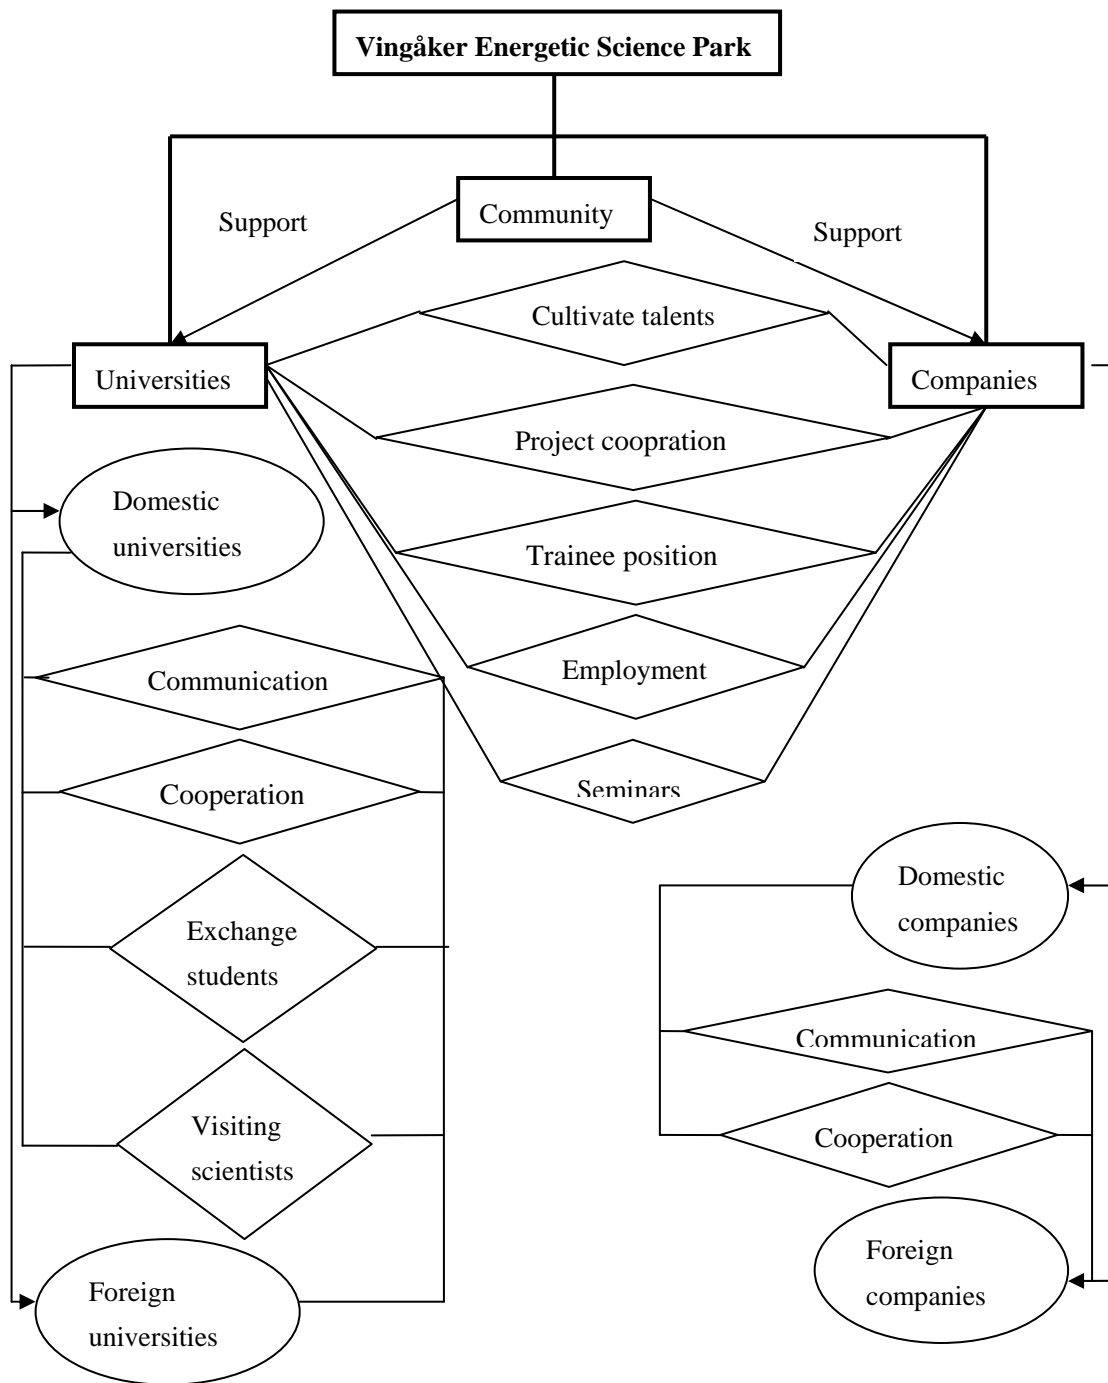 Vingåker Energetic Science Park
Community
Support
Support
Cultivate talents
Universities
Companies
Project coopration
Domestic
universities
Trainee position
Employment
Communication
Seminars
Cooperation
Domestic
companies
Exchange
students
Communication
Visiting
scientists
Cooperation
Foreign
companies
Foreign
universities